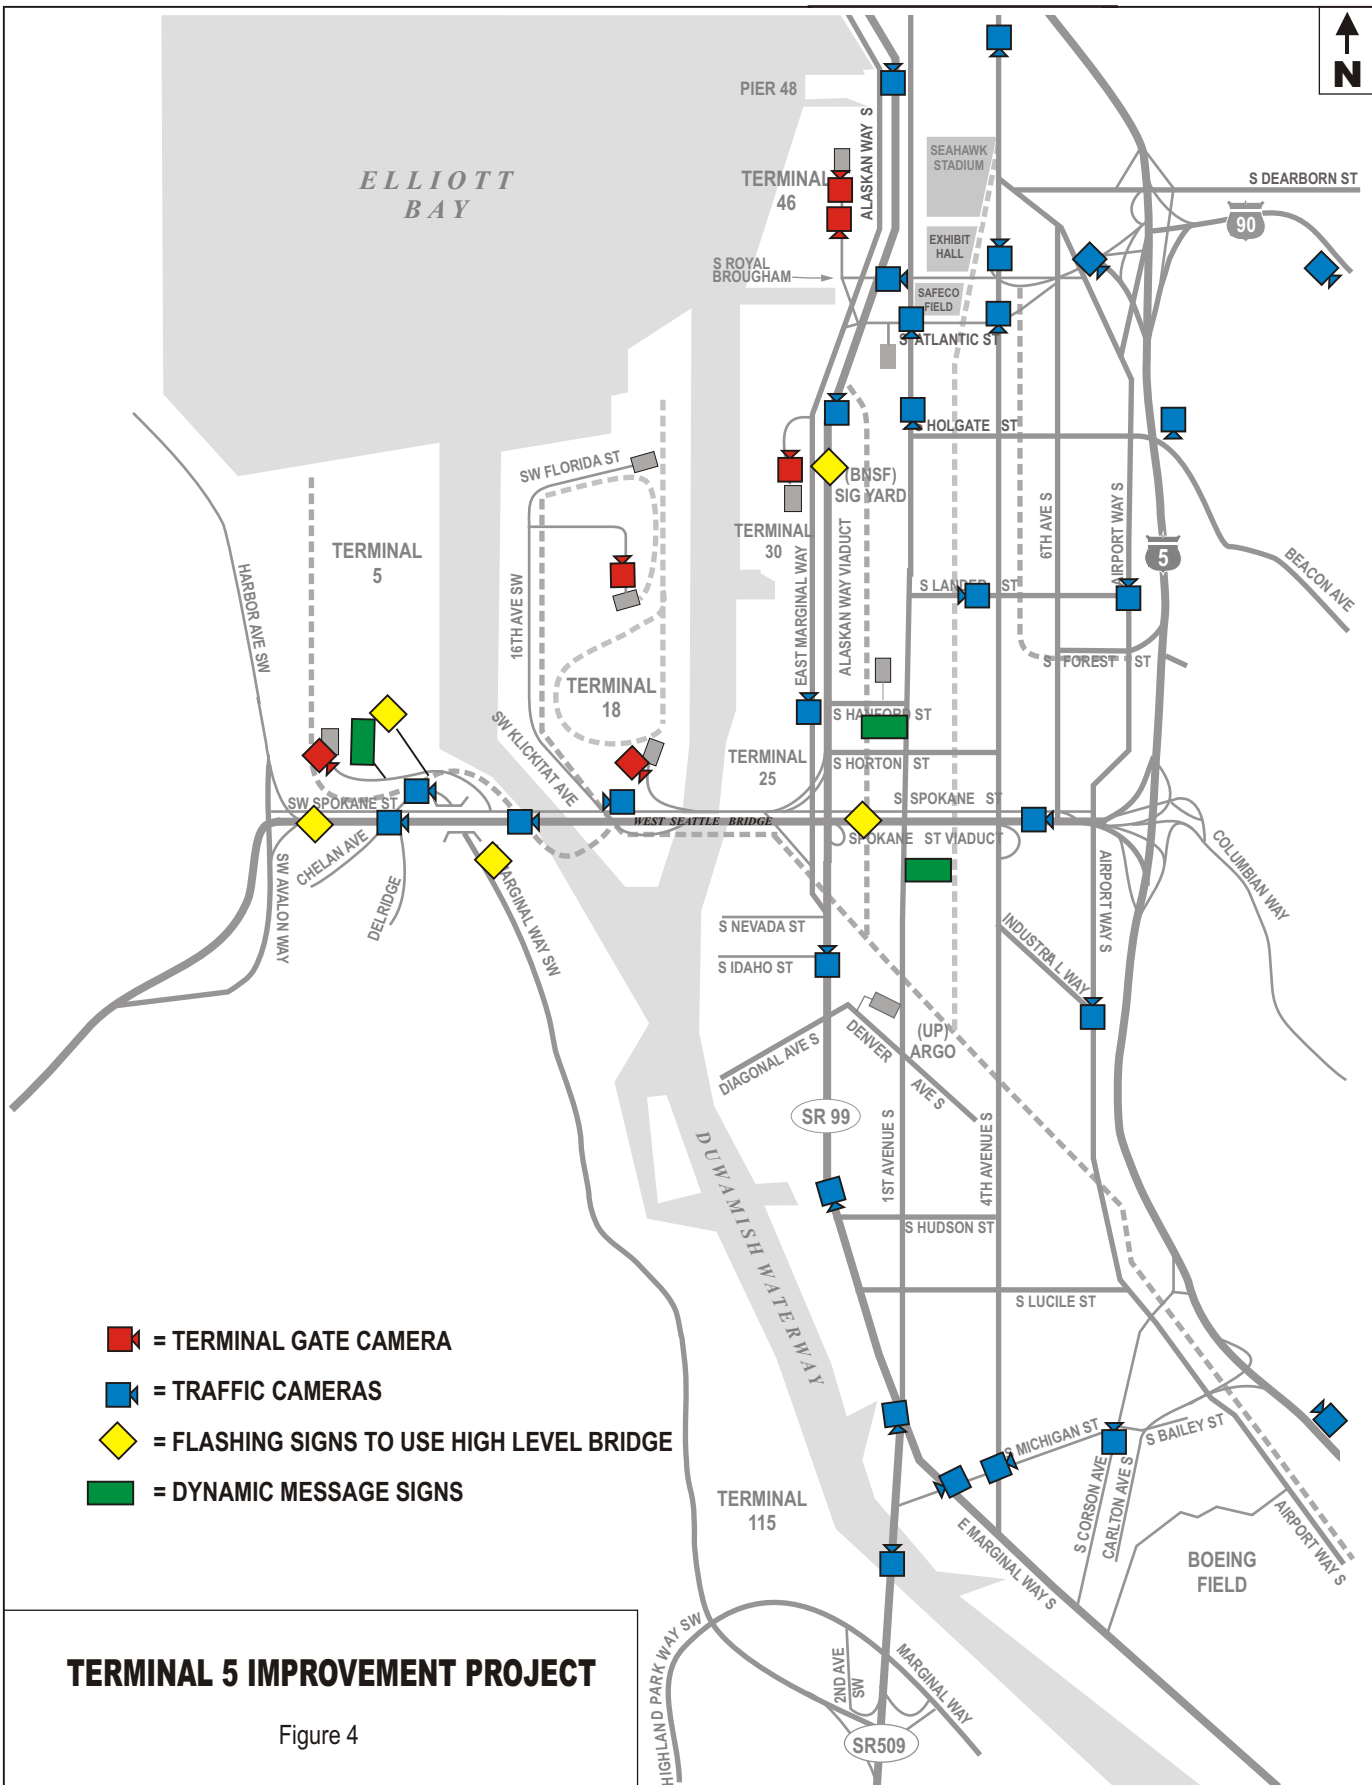 N
PIER 48
ALASKAN WAY S
SEAHAWK
STADIUM
ELLIOTT
BAY
TERMINAL
46
S DEARBORN ST
90
EXHIBIT
HALL
S ROYAL
BROUGHAM
SAFECO
FIELD
S ATLANTIC ST
S HOLGATE ST
SW FLORIDA ST
(BNSF)
SIG YARD
TERMINAL
30
TERMINAL
5
6TH AVE S
AIRPORT WAY S
5
BEACON AVE
HARBOR AVE SW
16TH AVE SW
EAST MARGINAL WAY
ALASKAN WAY VIADUCT
S LANDER ST
S FOREST ST
TERMINAL
18
SW KLICKITAT AVE
S HANFORD ST
TERMINAL
25
S HORTON ST
SW SPOKANE ST
S SPOKANE ST
WEST SEATTLE BRIDGE
SPOKANE ST VIADUCT
CHELAN AVE
SW AVALON WAY
DELRIDGE
MARGINAL WAY SW
COLUMBIAN WAY
AIRPORT WAY S
S NEVADA ST
S IDAHO ST
INDUSTRIAL WAY
DIAGONAL AVE S
DENVER
AVE S
(UP)
ARGO
SR 99
1ST AVENUE S
4TH AVENUE S
DUWAMISH WATERWAY
S HUDSON ST
S LUCILE ST
= TERMINAL GATE CAMERA
= TRAFFIC CAMERAS
= FLASHING SIGNS TO USE HIGH LEVEL BRIDGE
= DYNAMIC MESSAGE SIGNS
S MICHIGAN ST
S BAILEY ST
S CORSON AVE
CARLTON AVE S
TERMINAL
115
E MARGINAL WAY S
AIRPORT WAY S
BOEING
FIELD
HIGHLAND PARK WAY SW
2ND AVE
SW
MARGINAL WAY
SR509
TERMINAL 5 IMPROVEMENT PROJECT
Figure 4